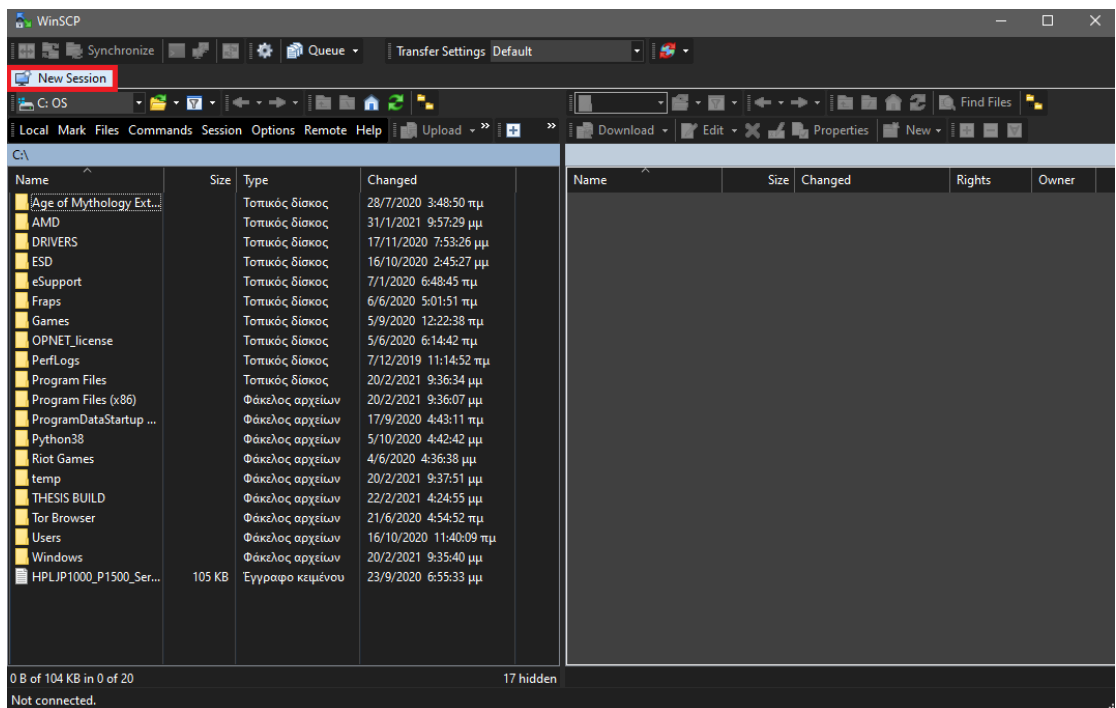 WinSCP
Synchronize Queue Transfer Settings Default
New Session
C: OS Find Files
Local Mark Files Commands Session Options Remote Help Upload » » Download Edit Properties New
C:\
Name Size Type Changed Name Size Changed Rights Owner
Age of Mythology Ext... Τοπικός δίσκος 28/7/2020 3:48:50 πμ
AMD Τοπικός δίσκος 31/1/2021 9:57:29 μμ
DRIVERS Τοπικός δίσκος 17/11/2020 7:53:26 μμ
ESD Τοπικός δίσκος 16/10/2020 2:45:27 μμ
eSupport Τοπικός δίσκος 7/1/2020 6:48:45 πμ
Fraps Τοπικός δίσκος 6/6/2020 5:01:51 πμ
Games Τοπικός δίσκος 5/9/2020 12:22:38 πμ
OPNET_license Τοπικός δίσκος 5/6/2020 6:14:42 πμ
PerfLogs Τοπικός δίσκος 7/12/2019 11:14:52 πμ
Program Files Τοπικός δίσκος 20/2/2021 9:36:34 μμ
Program Files (x86) Φάκελος αρχείων 20/2/2021 9:36:07 μμ
ProgramDataStartup ... Φάκελος αρχείων 17/9/2020 4:43:11 πμ
Python38 Φάκελος αρχείων 5/10/2020 4:42:42 μμ
Riot Games Φάκελος αρχείων 4/6/2020 4:36:38 μμ
temp Φάκελος αρχείων 20/2/2021 9:37:51 μμ
THESIS BUILD Φάκελος αρχείων 22/2/2021 4:24:55 μμ
Tor Browser Φάκελος αρχείων 21/6/2020 4:54:52 πμ
Users Φάκελος αρχείων 16/10/2020 11:40:09 πμ
Windows Φάκελος αρχείων 20/2/2021 9:35:40 μμ
HPLJP1000_P1500_Ser... 105 KB Έγγραφο κειμένου 23/9/2020 6:55:33 μμ
0 B of 104 KB in 0 of 20 17 hidden
Not connected.